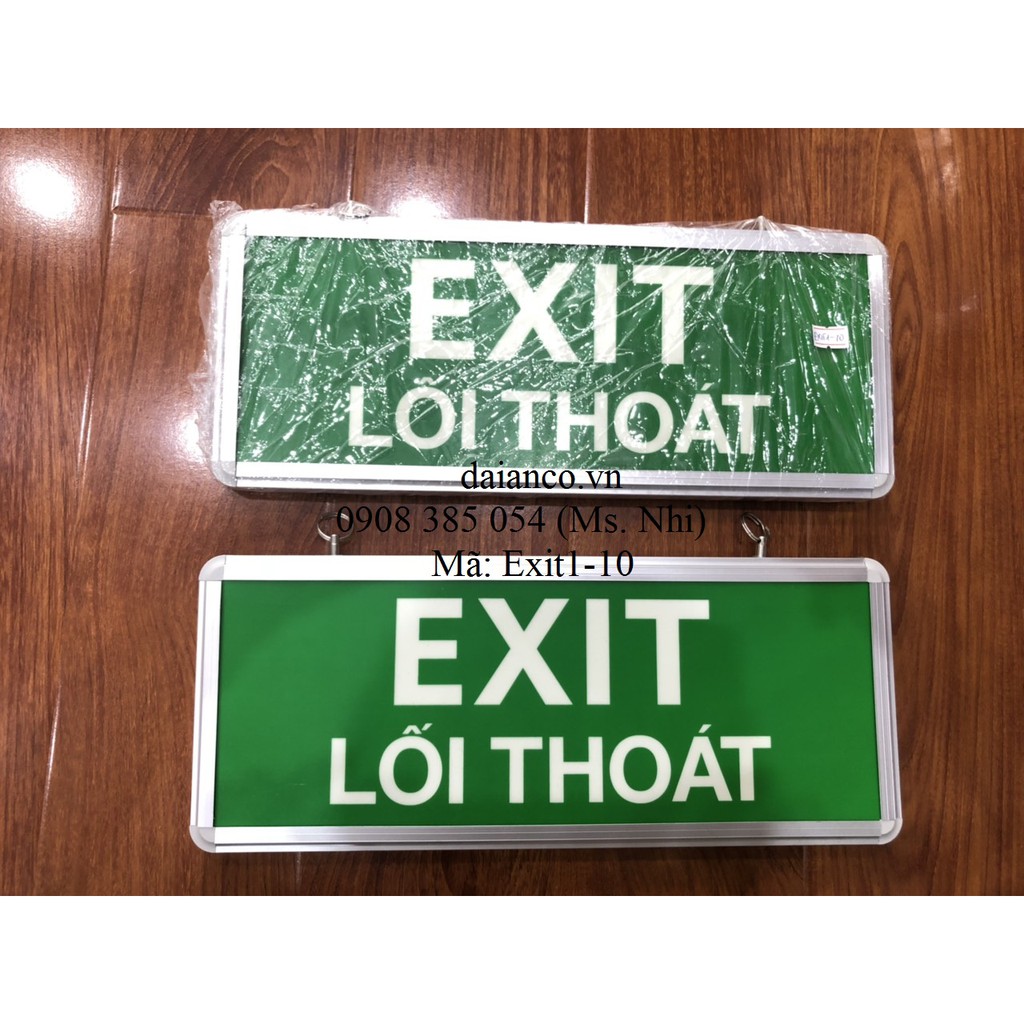 EXIT
LỐI THOÁT
daianco.vn
0908 385 054 (Ms. Nhi)
Mã: Exit1-10
EXIT
LỐI THOÁT